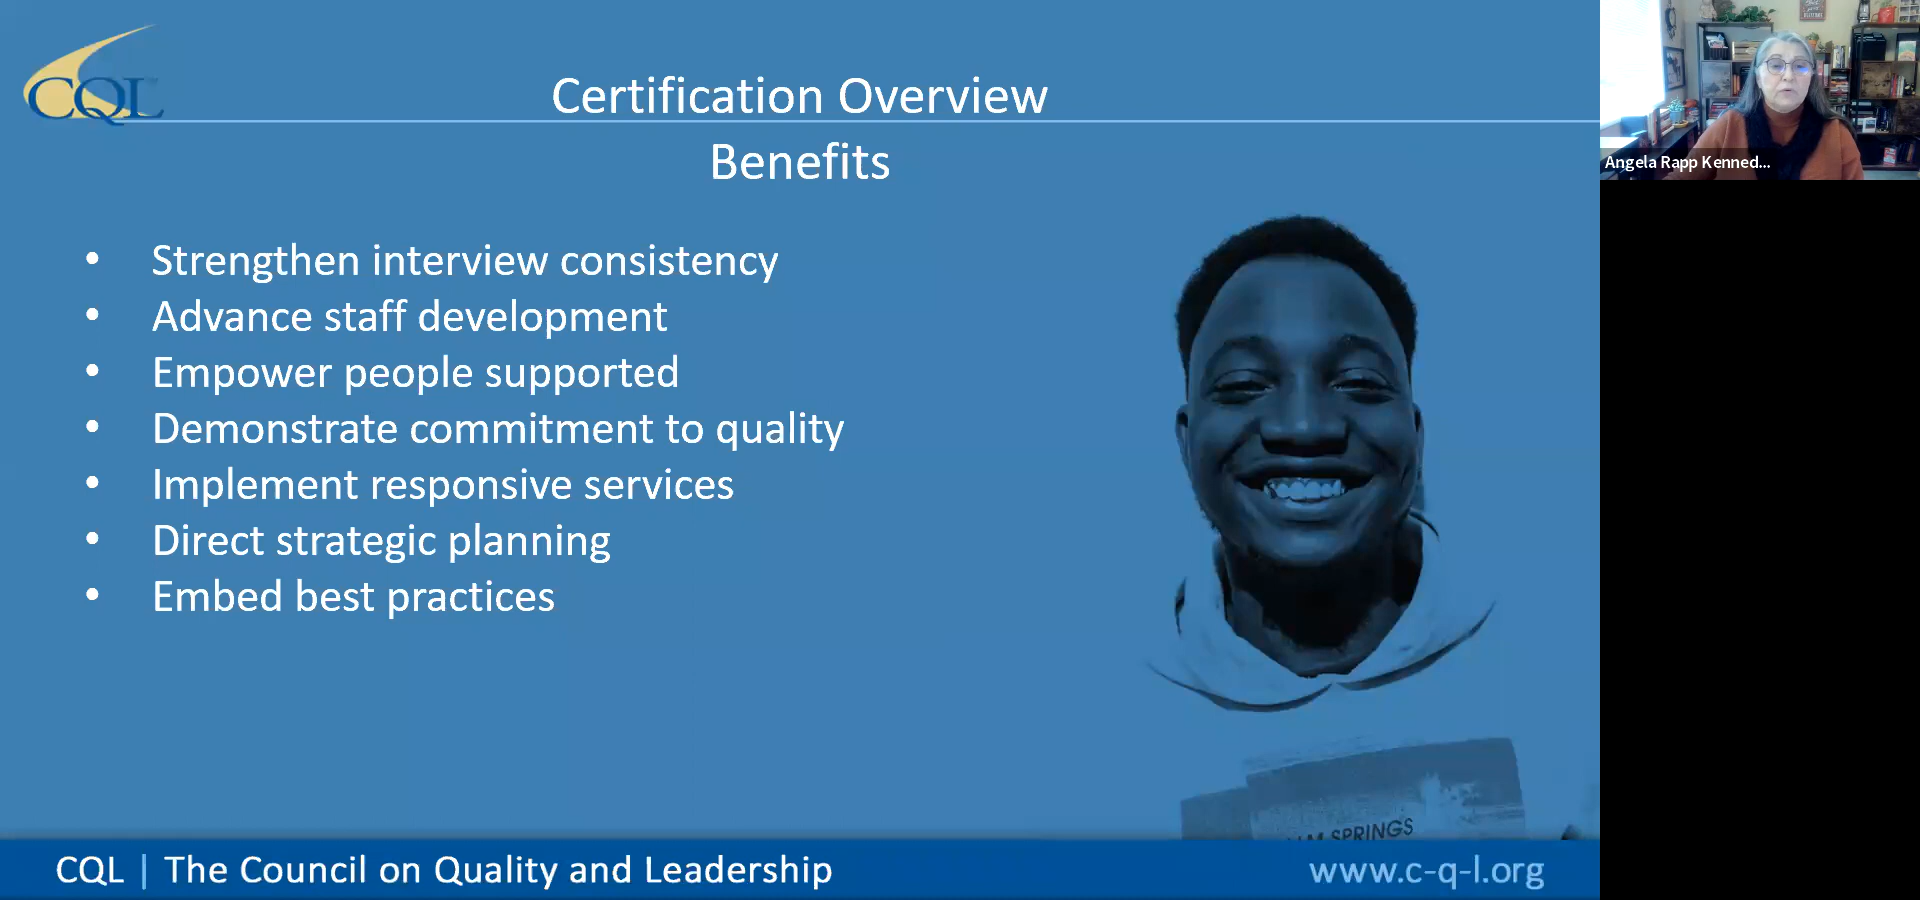 CQL
Certification Overview
Benefits
• Strengthen interview consistency
• Advance staff development
• Empower people supported
• Demonstrate commitment to quality
• Implement responsive services
• Direct strategic planning
• Embed best practices
SPRINGS
CQL | The Council on Quality and Leadership
www.c-q-l.org
Angela Rapp Kenned...